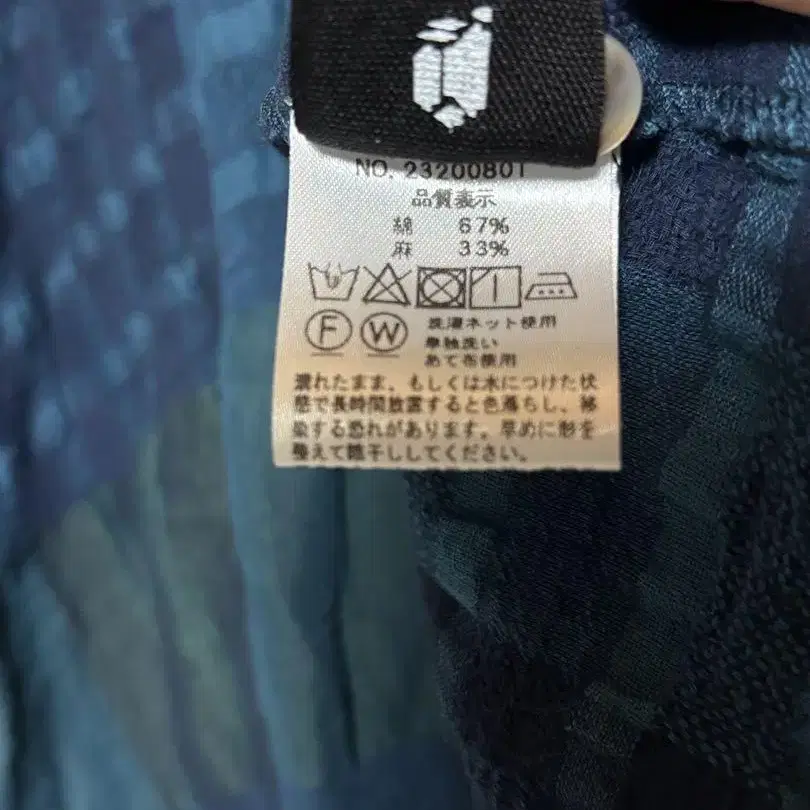 NO. 23200801
品質表示
綿 67%
麻 33%
F W 洗濯ネット使用
単独洗い
あて布使用
濡れたまま、もしくは水につけた状
態で長時間放置すると色落ちし、移
染する恐れがあります。早めに形を
整えて陰干ししてください。